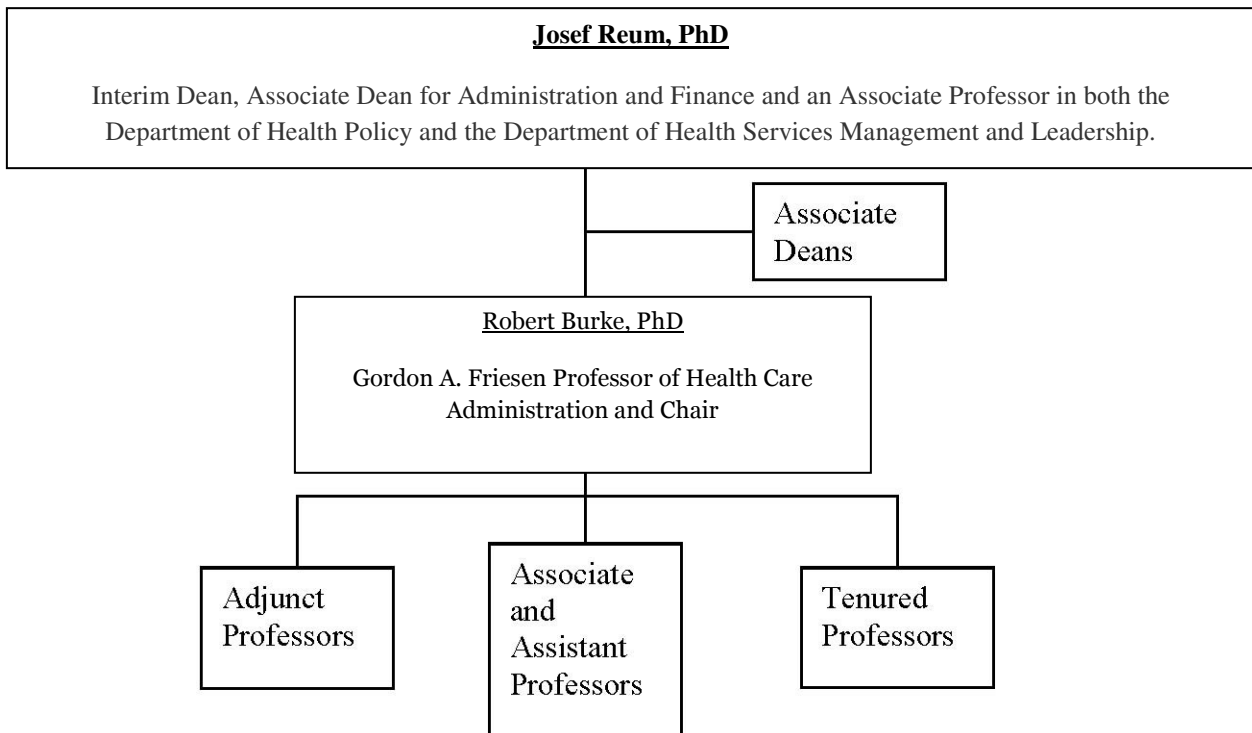 Josef Reum, PhD
Interim Dean, Associate Dean for Administration and Finance and an Associate Professor in both the
Department of Health Policy and the Department of Health Services Management and Leadership.
Associate
Deans
Robert Burke, PhD
Gordon A. Friesen Professor of Health Care
Administration and Chair
Adjunct
Professors
Associate
and
Assistant
Professors
Tenured
Professors